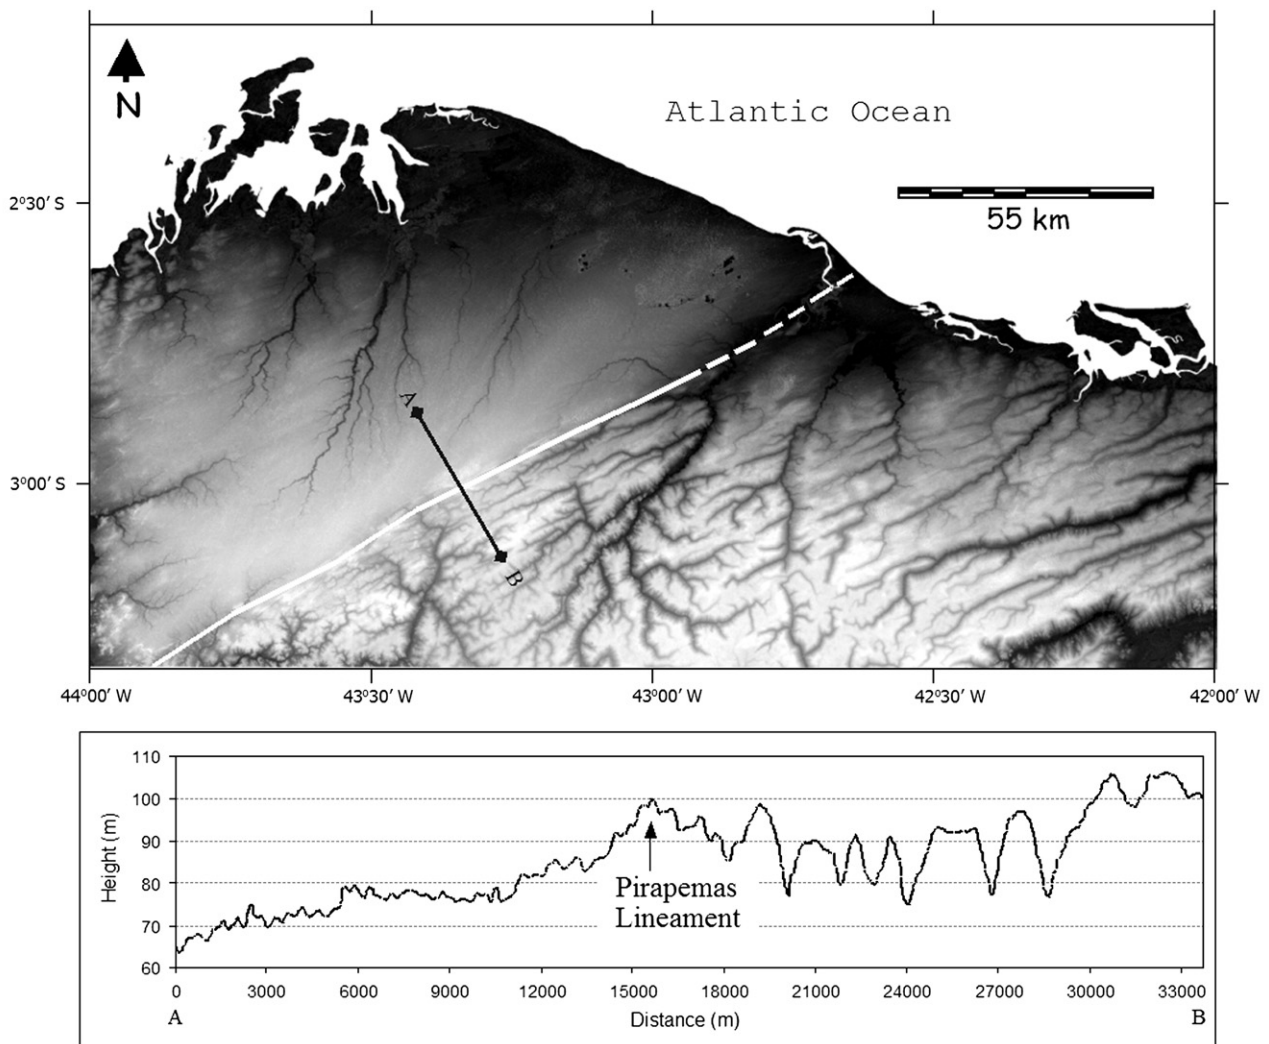 N
Atlantic Ocean
55 km
2°30' S
3°00' S
A
B
44°00' W 43°30' W 43°00' W 42°30' W 42°00' W
110
100
90
80
70
60
Height (m)
Pirapemas
Lineament
0 3000 6000 9000 12000 15000 18000 21000 24000 27000 30000 33000
A Distance (m) B